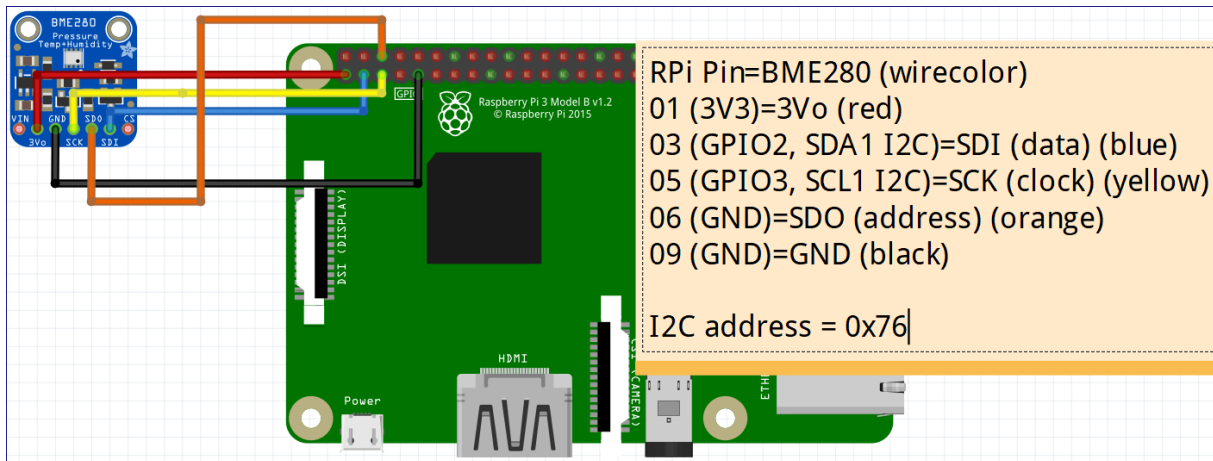 BME280
Pressure
Temp+Humidity
VIN GND SDO CS
3Vo SCK SDI
GPIO
Raspberry Pi 3 Model B v1.2
© Raspberry Pi 2015
DSI (DISPLAY)
HDMI
Power
(CAMERA)
ETHE
RPi Pin=BME280 (wirecolor)
01 (3V3)=3Vo (red)
03 (GPIO2, SDA1 I2C)=SDI (data) (blue)
05 (GPIO3, SCL1 I2C)=SCK (clock) (yellow)
06 (GND)=SDO (address) (orange)
09 (GND)=GND (black)
I2C address = 0x76